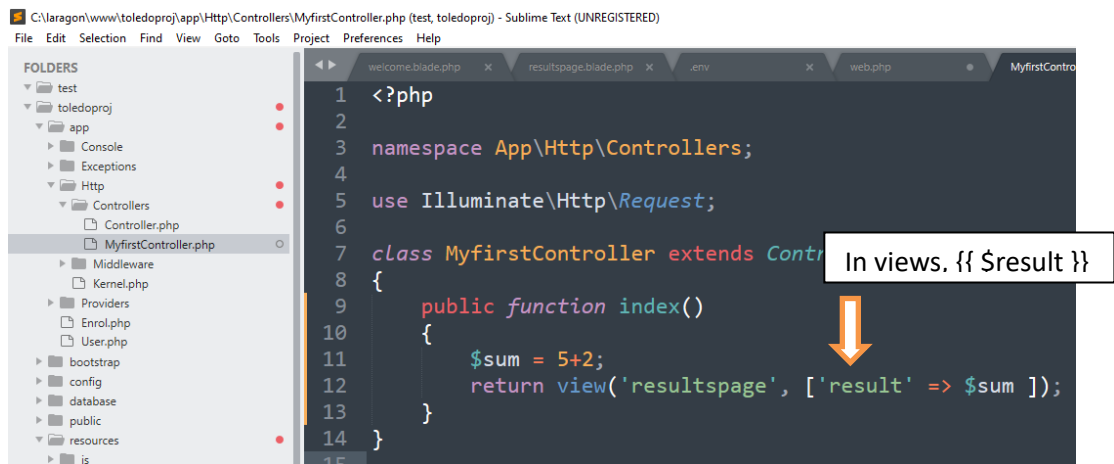 C:\laragon\www\toledoproj\app\Http\Controllers\MyfirstController.php (test, toledoproj) - Sublime Text (UNREGISTERED)
File Edit Selection Find View Goto Tools Project Preferences Help
FOLDERS
test
toledoproj
app
Console
Exceptions
Http
Controllers
Controller.php
MyfirstController.php
Middleware
Kernel.php
Providers
Enrol.php
User.php
bootstrap
config
database
public
resources
js
welcome.blade.php × resultspage.blade.php × .env × web.php MyfirstContro
1 <?php
2
3 namespace App\Http\Controllers;
4
5 use Illuminate\Http\Request;
6
7 class MyfirstController extends Contr
8 {
9 public function index()
10 {
11 $sum = 5+2;
12 return view('resultspage', ['result' => $sum ]);
13 }
14 }
15
In views, {{ $result }}